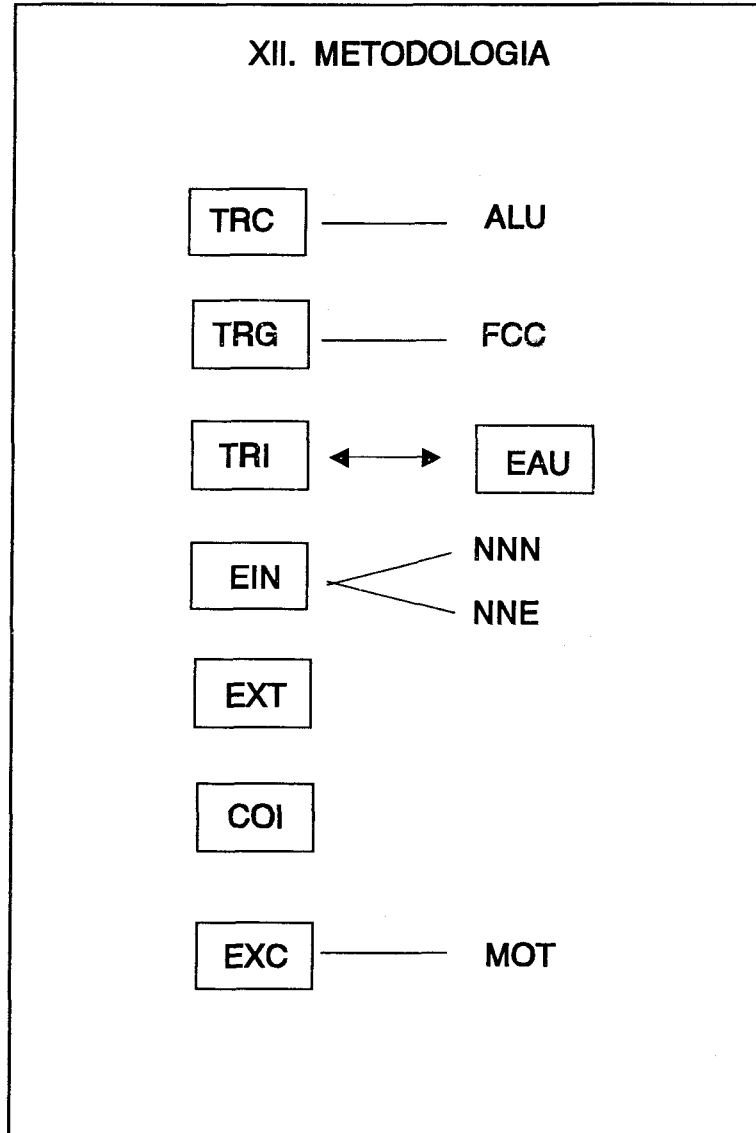 XII. METODOLOGIA
TRC ALU
TRG FCC
TRI EAU
EIN NNN
NNE
EXT
COI
EXC MOT